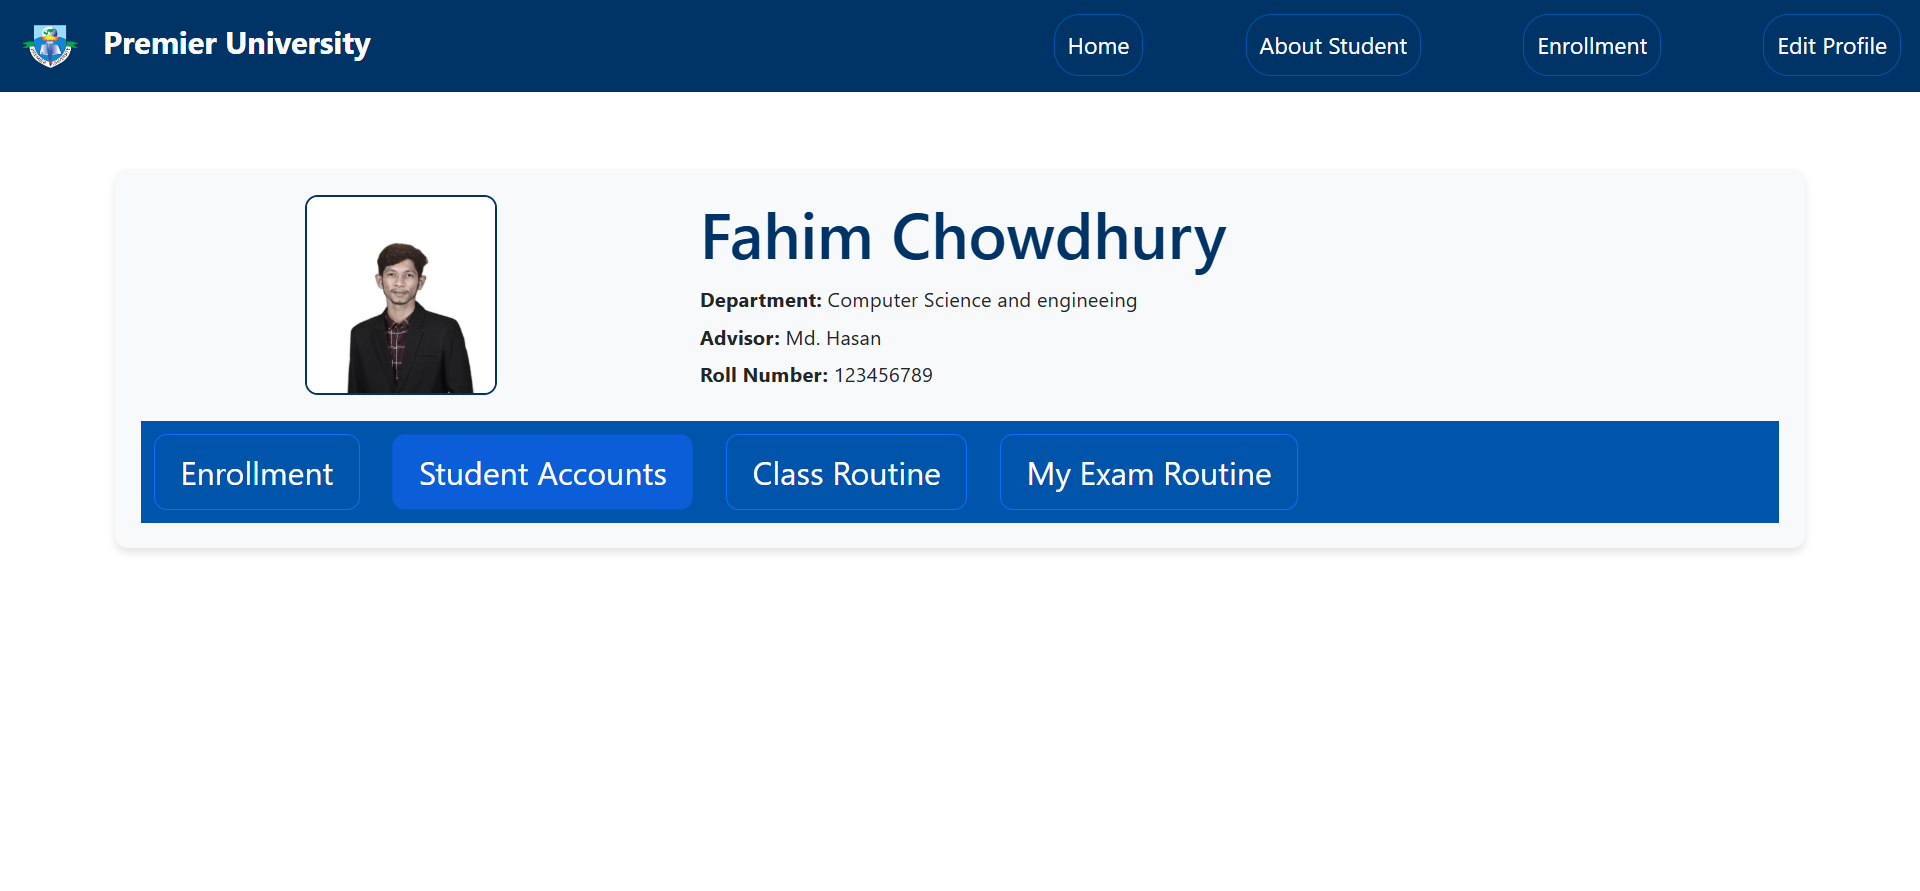 Premier University
Home
About Student
Enrollment
Edit Profile
Fahim Chowdhury
Department: Computer Science and engineeing
Advisor: Md. Hasan
Roll Number: 123456789
Enrollment
Student Accounts
Class Routine
My Exam Routine